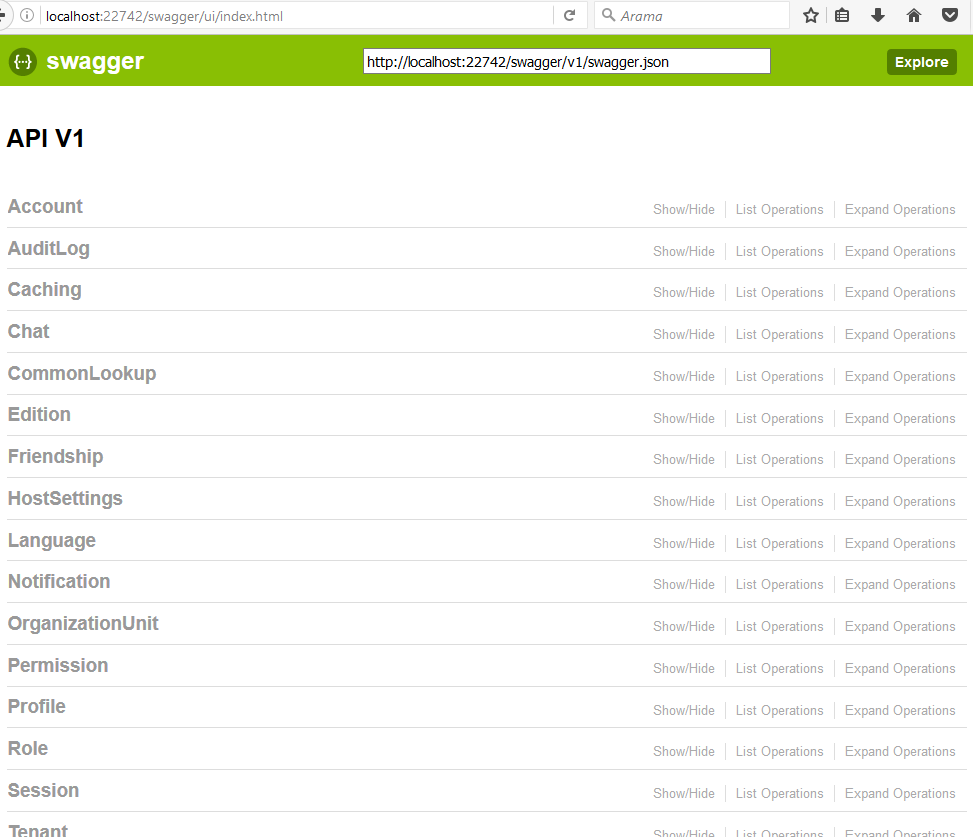 localhost:22742/swagger/ui/index.html Arama
{··} swagger http://localhost:22742/swagger/v1/swagger.json Explore
API V1
Account Show/Hide List Operations Expand Operations
AuditLog Show/Hide List Operations Expand Operations
Caching Show/Hide List Operations Expand Operations
Chat Show/Hide List Operations Expand Operations
CommonLookup Show/Hide List Operations Expand Operations
Edition Show/Hide List Operations Expand Operations
Friendship Show/Hide List Operations Expand Operations
HostSettings Show/Hide List Operations Expand Operations
Language Show/Hide List Operations Expand Operations
Notification Show/Hide List Operations Expand Operations
OrganizationUnit Show/Hide List Operations Expand Operations
Permission Show/Hide List Operations Expand Operations
Profile Show/Hide List Operations Expand Operations
Role Show/Hide List Operations Expand Operations
Session Show/Hide List Operations Expand Operations
Tenant Show/Hide List Operations Expand Operations